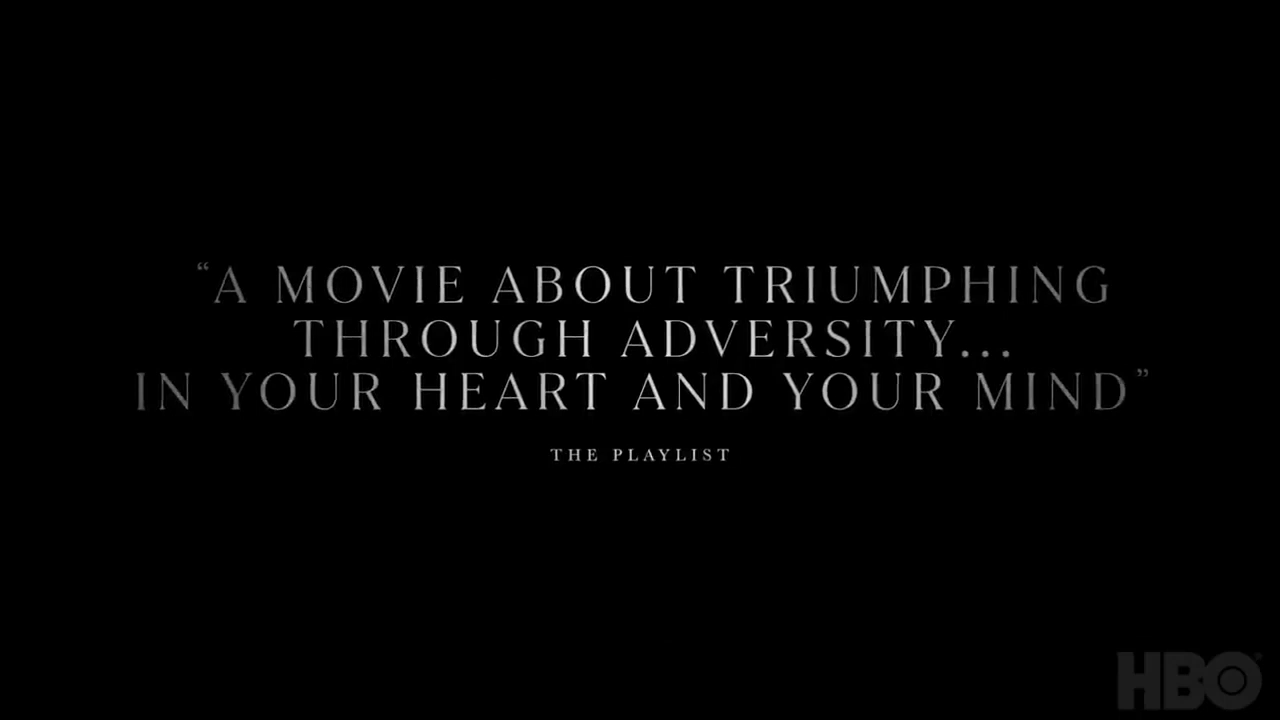 “A MOVIE ABOUT TRIUMPHING
THROUGH ADVERSITY...
IN YOUR HEART AND YOUR MIND”
THE PLAYLIST
HBO